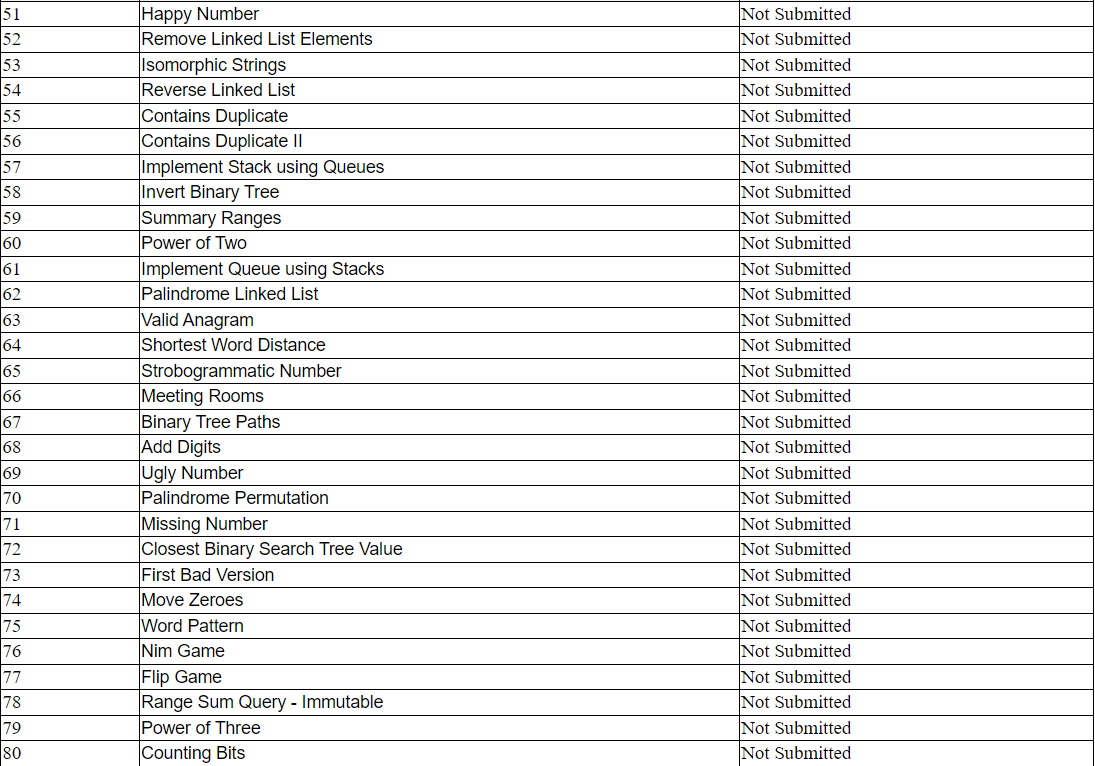 51 Happy Number Not Submitted
52 Remove Linked List Elements Not Submitted
53 Isomorphic Strings Not Submitted
54 Reverse Linked List Not Submitted
55 Contains Duplicate Not Submitted
56 Contains Duplicate II Not Submitted
57 Implement Stack using Queues Not Submitted
58 Invert Binary Tree Not Submitted
59 Summary Ranges Not Submitted
60 Power of Two Not Submitted
61 Implement Queue using Stacks Not Submitted
62 Palindrome Linked List Not Submitted
63 Valid Anagram Not Submitted
64 Shortest Word Distance Not Submitted
65 Strobogrammatic Number Not Submitted
66 Meeting Rooms Not Submitted
67 Binary Tree Paths Not Submitted
68 Add Digits Not Submitted
69 Ugly Number Not Submitted
70 Palindrome Permutation Not Submitted
71 Missing Number Not Submitted
72 Closest Binary Search Tree Value Not Submitted
73 First Bad Version Not Submitted
74 Move Zeroes Not Submitted
75 Word Pattern Not Submitted
76 Nim Game Not Submitted
77 Flip Game Not Submitted
78 Range Sum Query - Immutable Not Submitted
79 Power of Three Not Submitted
80 Counting Bits Not Submitted